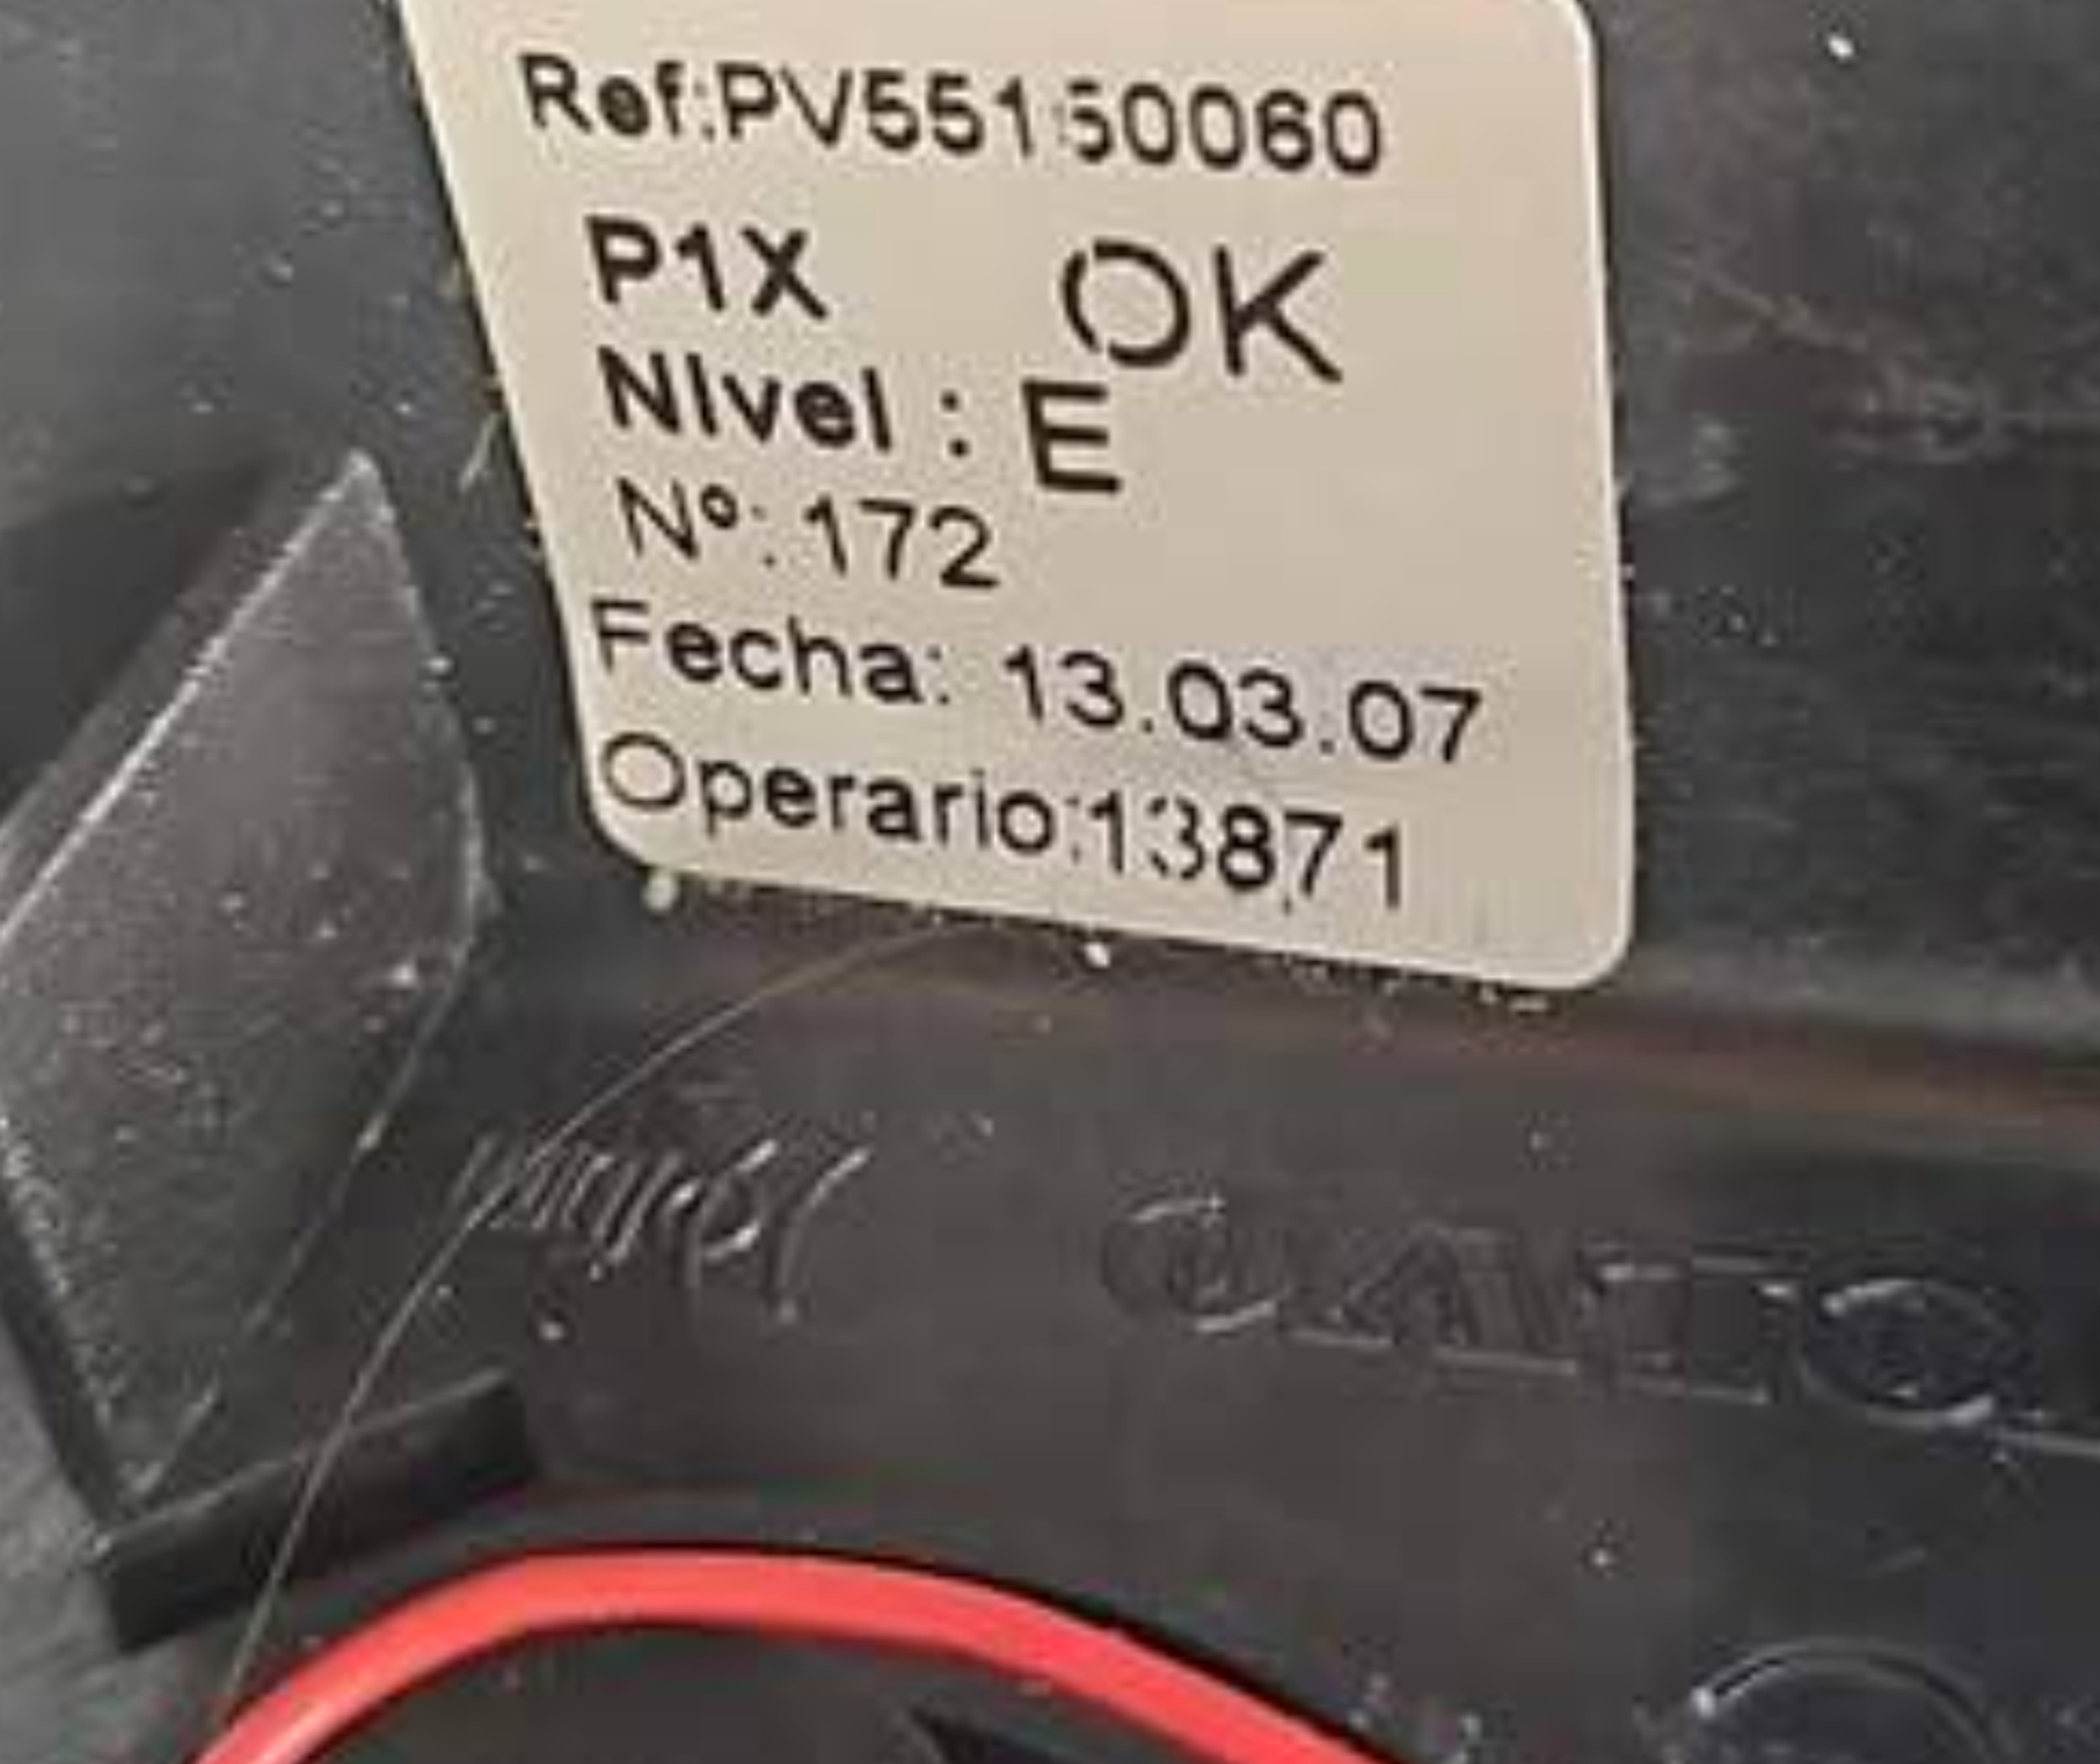 Ref:PV55150060
P1X OK
NIvel : E
Nº: 172
Fecha: 13.03.07
Operario:13871